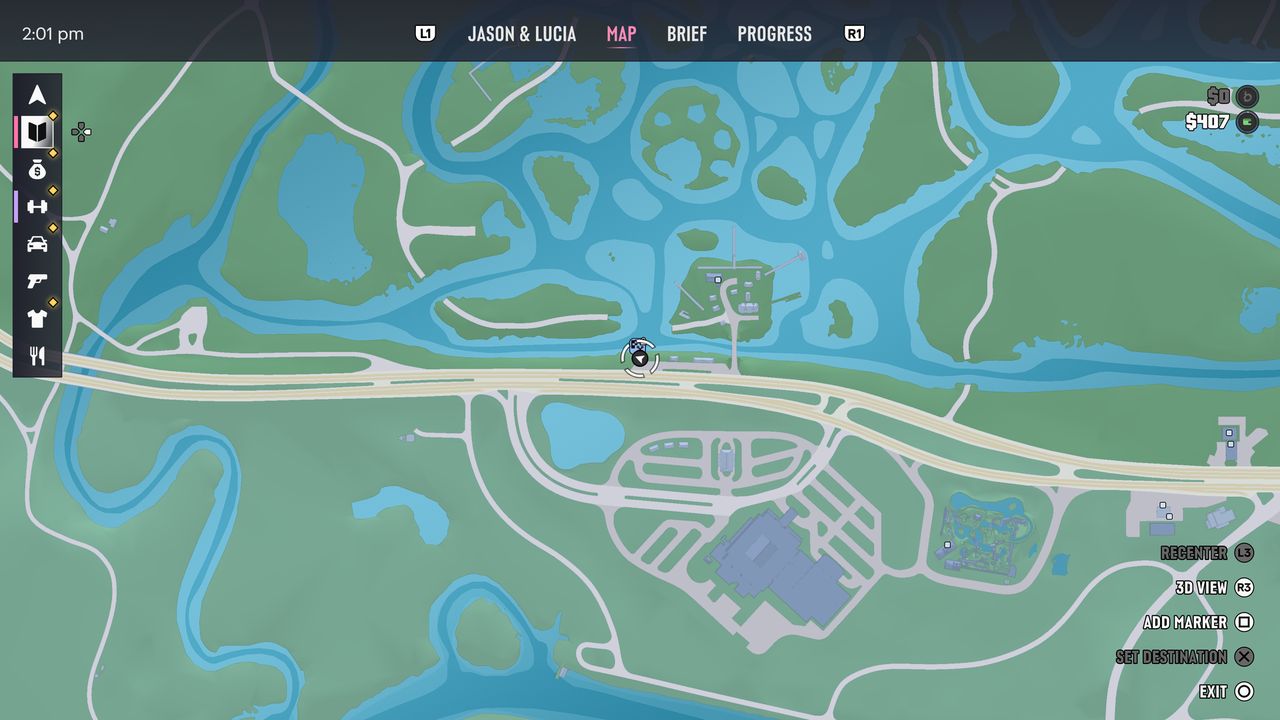 2:01 pm
L1 JASON & LUCIA MAP BRIEF PROGRESS R1
$0
$407
RECENTER L3
3D VIEW R3
ADD MARKER
SET DESTINATION
EXIT